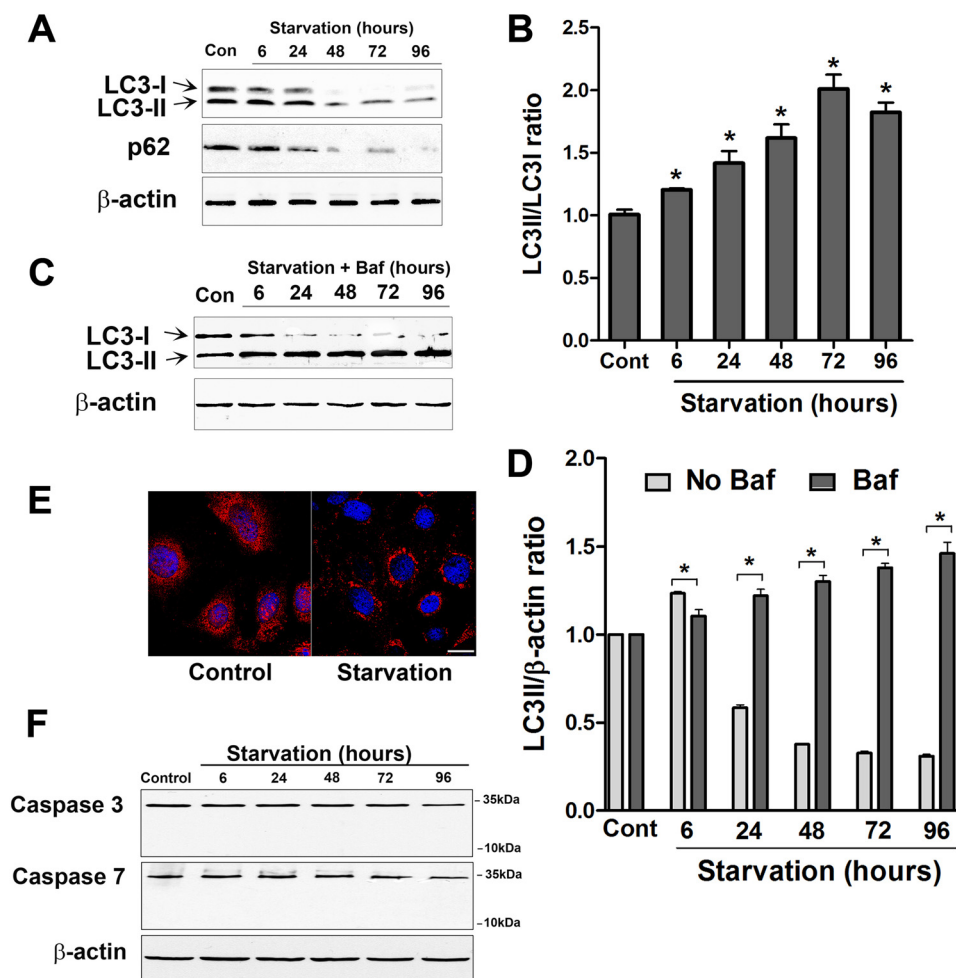 A
Starvation (hours)
Con 6 24 48 72 96
LC3-I
LC3-II
p62
β-actin
B
LC3II/LC3I ratio
2.5
2.0
1.5
1.0
0.5
0.0
* * * * *
Cont 6 24 48 72 96
Starvation (hours)
C
Starvation + Baf (hours)
Con 6 24 48 72 96
LC3-I
LC3-II
β-actin
D
LC3II/β-actin ratio
2.0
1.5
1.0
0.5
0.0
No Baf Baf
* * * * *
Cont 6 24 48 72 96
Starvation (hours)
E
Control Starvation
F
Starvation (hours)
Control 6 24 48 72 96
Caspase 3
- 35kDa
- 10kDa
Caspase 7
- 35kDa
- 10kDa
β-actin